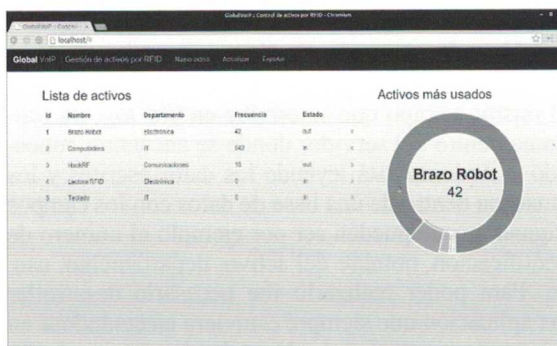 GlobalVoIP :: Control de activos por RFID - Chromium
localhost/#
Global VoIP Gestión de activos por RFID Nuevo activo Actualizar Español
Lista de activos
Activos más usados
Id Nombre Departamento Frecuencia Estado
1 Brazo Robot Electrónica 42 out x
2 Computadora IT 542 in x
3 HackRF Comunicaciones 15 out x
4 Lectora RFID Electrónica 0 in x
5 Teclado IT 0 in x
Brazo Robot
42